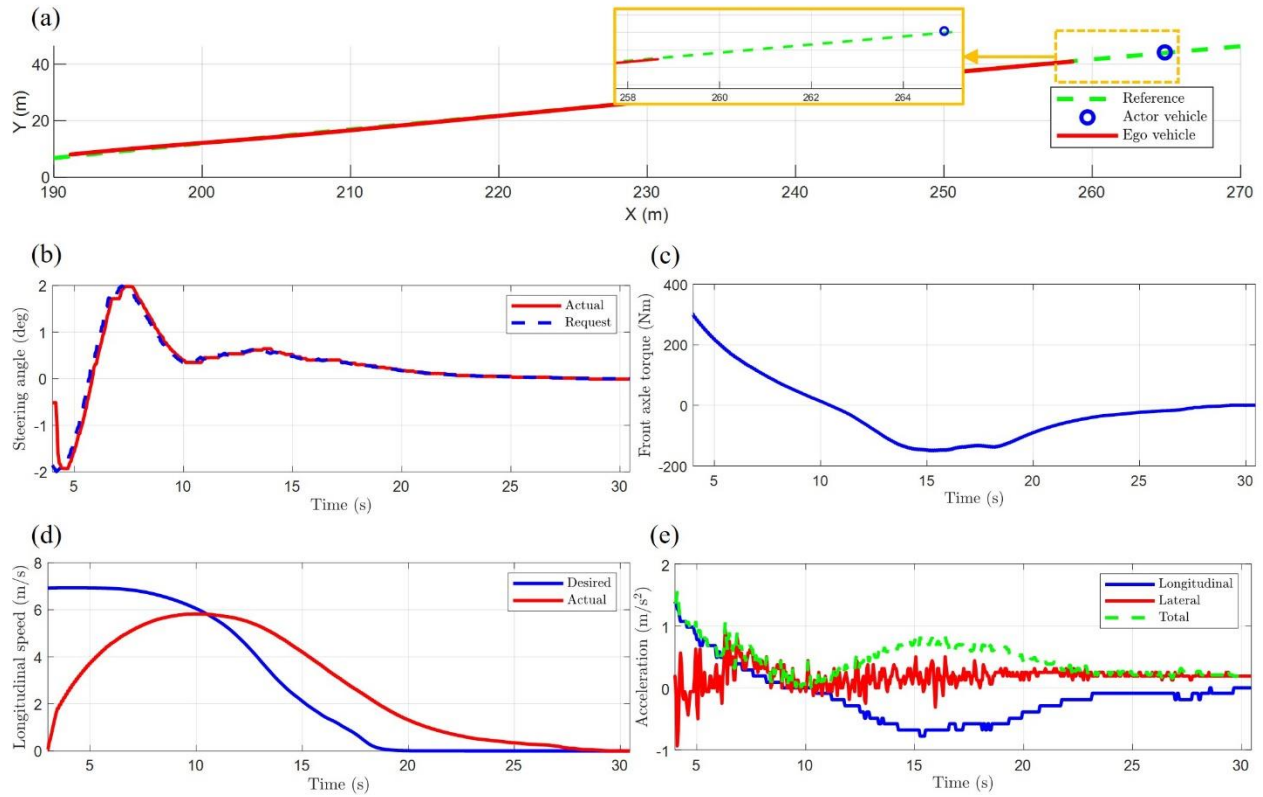 (a)
258 260 262 264
40
20
0
Y (m)
Reference
Actor vehicle
Ego vehicle
190 200 210 220 230 240 250 260 270
X (m)
(b)
2
1
0
-1
-2
Steering angle (deg)
Actual
Request
5 10 15 20 25 30
Time (s)
(c)
400
200
0
-200
Front axle torque (Nm)
5 10 15 20 25 30
Time (s)
(d)
8
6
4
2
0
Longitudinal speed (m/s)
Desired
Actual
5 10 15 20 25 30
Time (s)
(e)
2
1
0
-1
Acceleration (m/s²)
Longitudinal
Lateral
Total
5 10 15 20 25 30
Time (s)